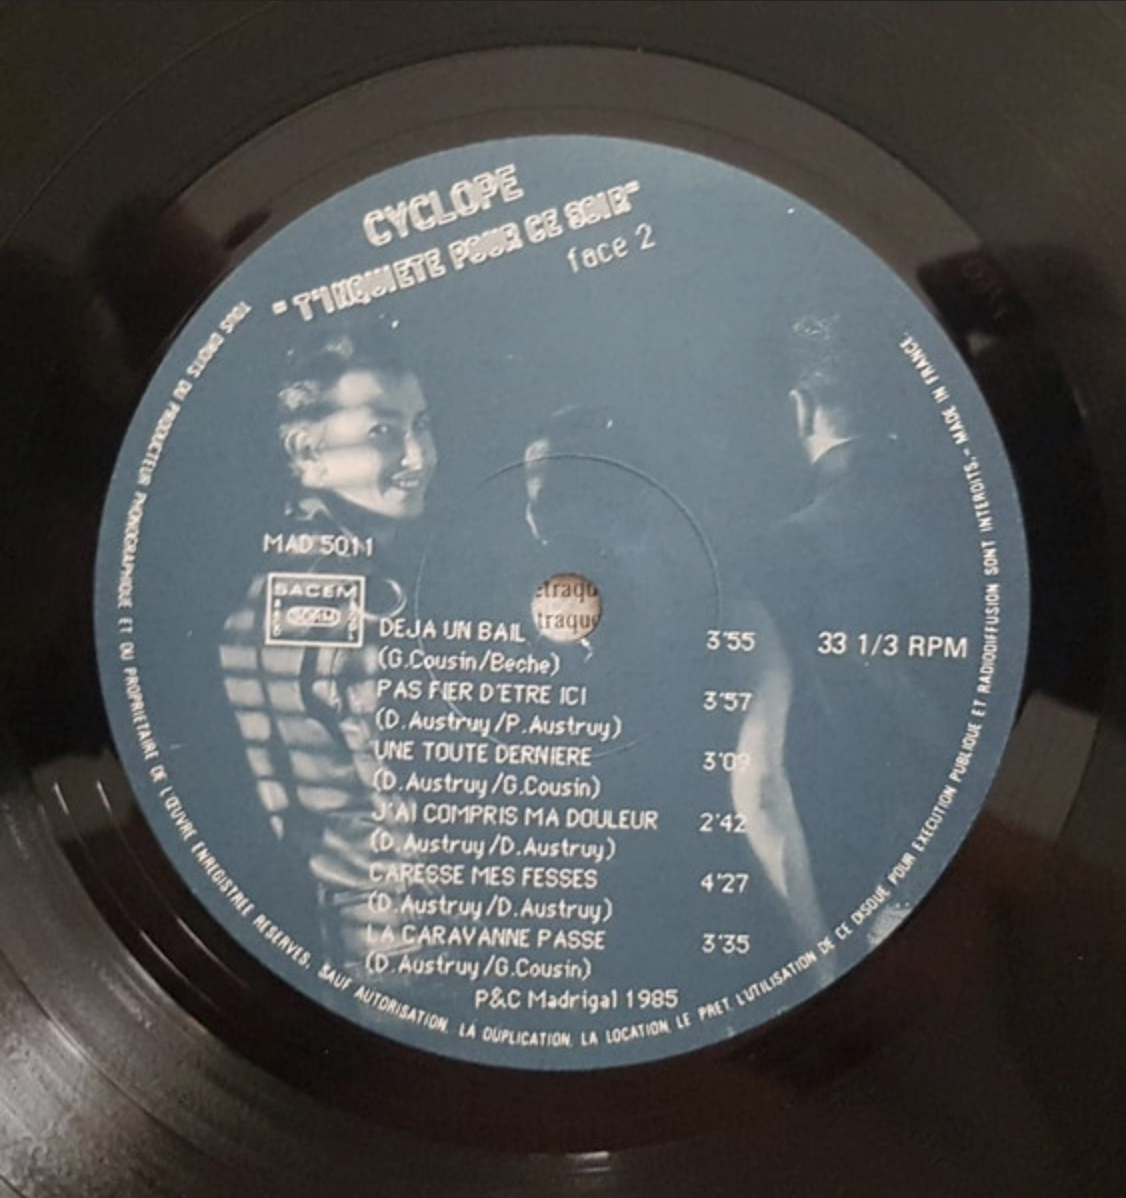 CYCLOPE
"T'INQUIETE POUR CE SOIR"
face 2
MAD 5011
SACEM
DEJA UN BAIL 3'55
(G.Cousin/Beche)
33 1/3 RPM
PAS FIER D'ETRE ICI 3'57
(D.Austruy/P.Austruy)
UNE TOUTE DERNIERE 3'09
(D.Austruy/G.Cousin)
J'AI COMPRIS MA DOULEUR 2'42
(D.Austruy/D.Austruy)
CARESSE MES FESSES 4'27
(D.Austruy/D.Austruy)
LA CARAVANNE PASSE 3'35
(D.Austruy/G.Cousin)
P&C Madrigal 1985
TOUS DROITS DU PRODUCTEUR PHONOGRAPHIQUE ET DU PROPRIETAIRE DE L'ŒUVRE ENREGISTREE RESERVES. SAUF AUTORISATION. LA DUPLICATION. LA LOCATION. LE PRET. L'UTILISATION DE CE DISQUE POUR EXECUTION PUBLIQUE ET RADIODIFFUSION SONT INTERDITS. - MADE IN FRANCE.
etraqu
traque